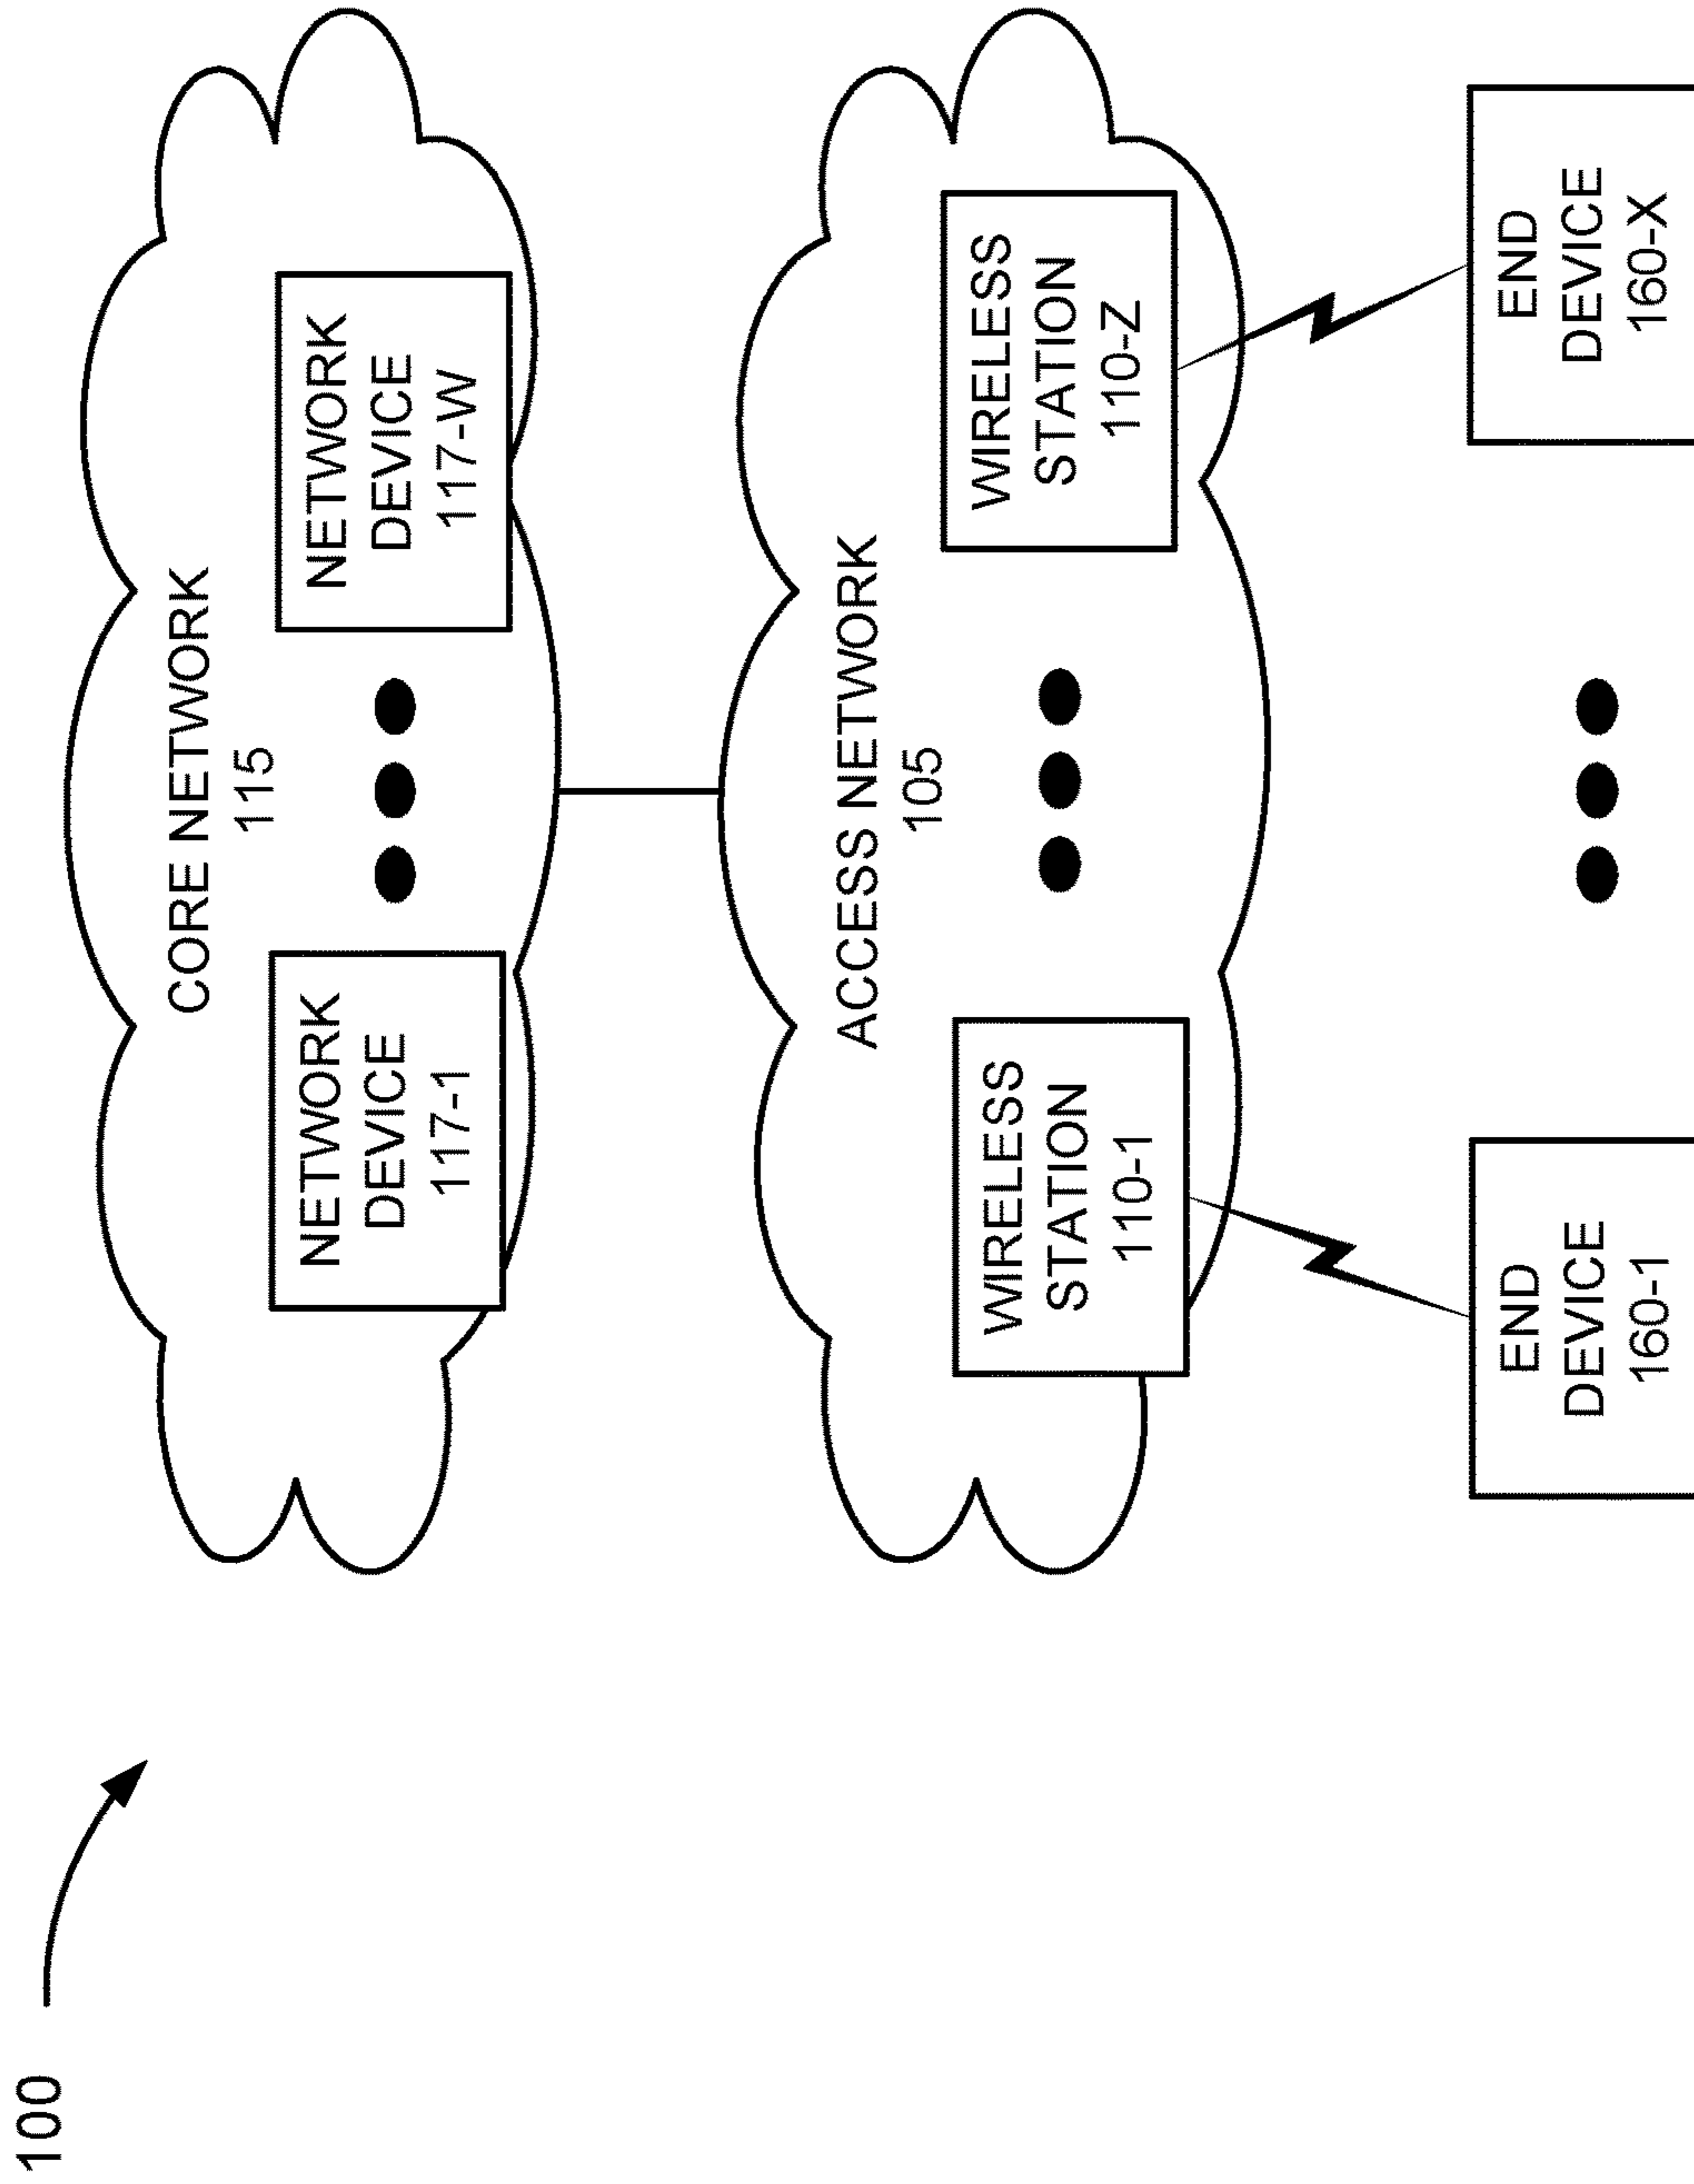 100
CORE NETWORK
115
NETWORK
DEVICE
117-1
NETWORK
DEVICE
117-W
ACCESS NETWORK
105
WIRELESS
STATION
110-1
WIRELESS
STATION
110-Z
END
DEVICE
160-1
END
DEVICE
160-X